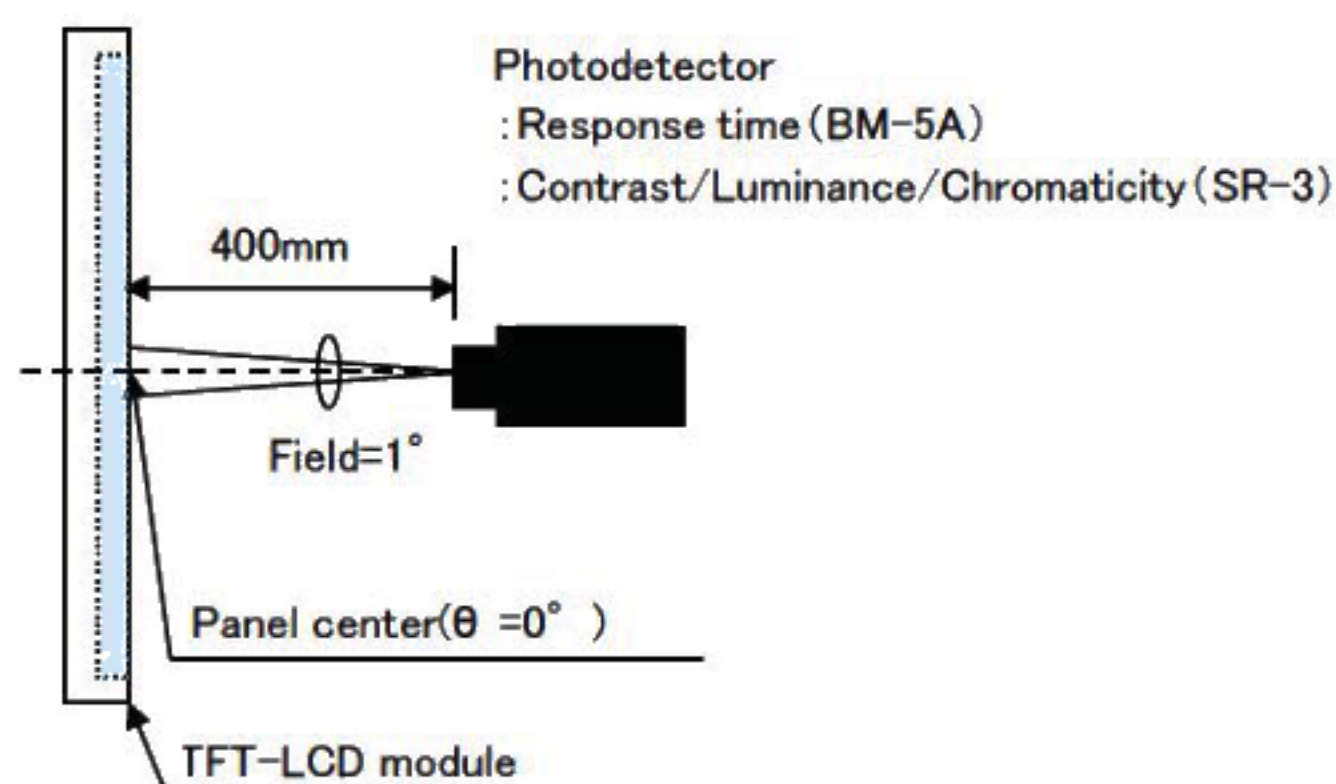 Photodetector
:Response time(BM-5A)
:Contrast/Luminance/Chromaticity(SR-3)
400mm
Field=1°
Panel center(θ =0° )
TFT-LCD module